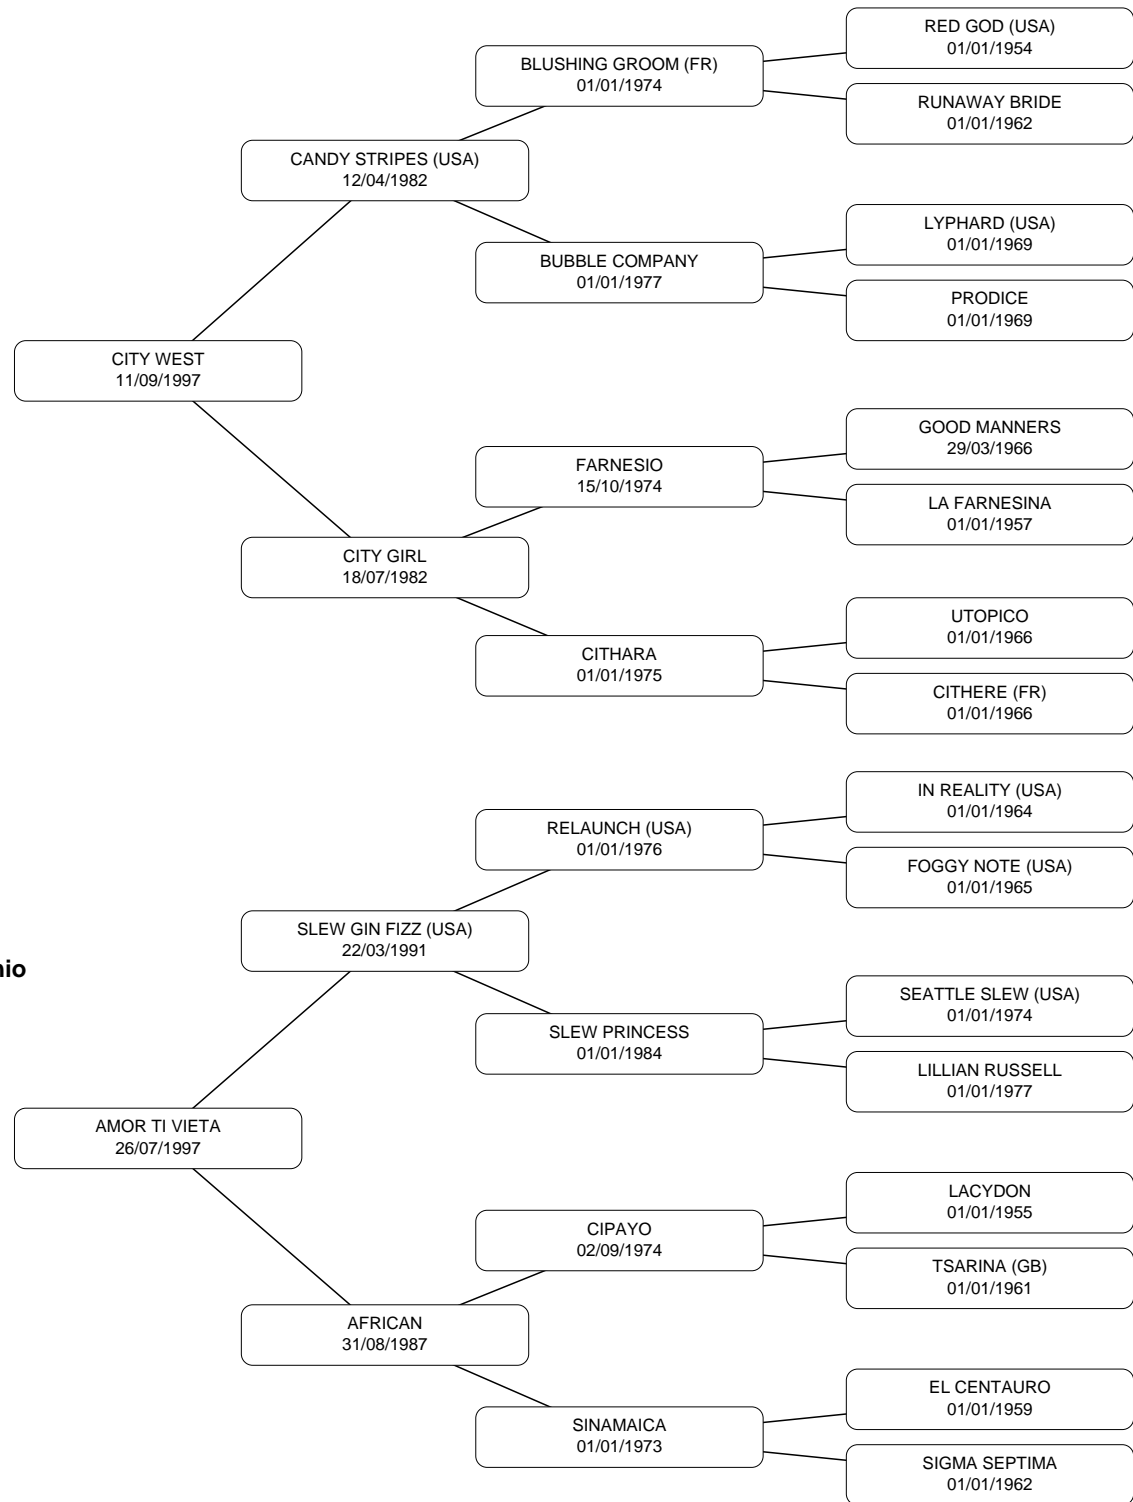 RED GOD (USA)
01/01/1954
BLUSHING GROOM (FR)
01/01/1974
RUNAWAY BRIDE
01/01/1962
CANDY STRIPES (USA)
12/04/1982
LYPHARD (USA)
01/01/1969
BUBBLE COMPANY
01/01/1977
PRODICE
01/01/1969
CITY WEST
11/09/1997
GOOD MANNERS
29/03/1966
FARNESIO
15/10/1974
LA FARNESINA
01/01/1957
CITY GIRL
18/07/1982
UTOPICO
01/01/1966
CITHARA
01/01/1975
CITHERE (FR)
01/01/1966
IN REALITY (USA)
01/01/1964
RELAUNCH (USA)
01/01/1976
FOGGY NOTE (USA)
01/01/1965
SLEW GIN FIZZ (USA)
22/03/1991
nio
SEATTLE SLEW (USA)
01/01/1974
SLEW PRINCESS
01/01/1984
LILLIAN RUSSELL
01/01/1977
AMOR TI VIETA
26/07/1997
LACYDON
01/01/1955
CIPAYO
02/09/1974
TSARINA (GB)
01/01/1961
AFRICAN
31/08/1987
EL CENTAURO
01/01/1959
SINAMAICA
01/01/1973
SIGMA SEPTIMA
01/01/1962